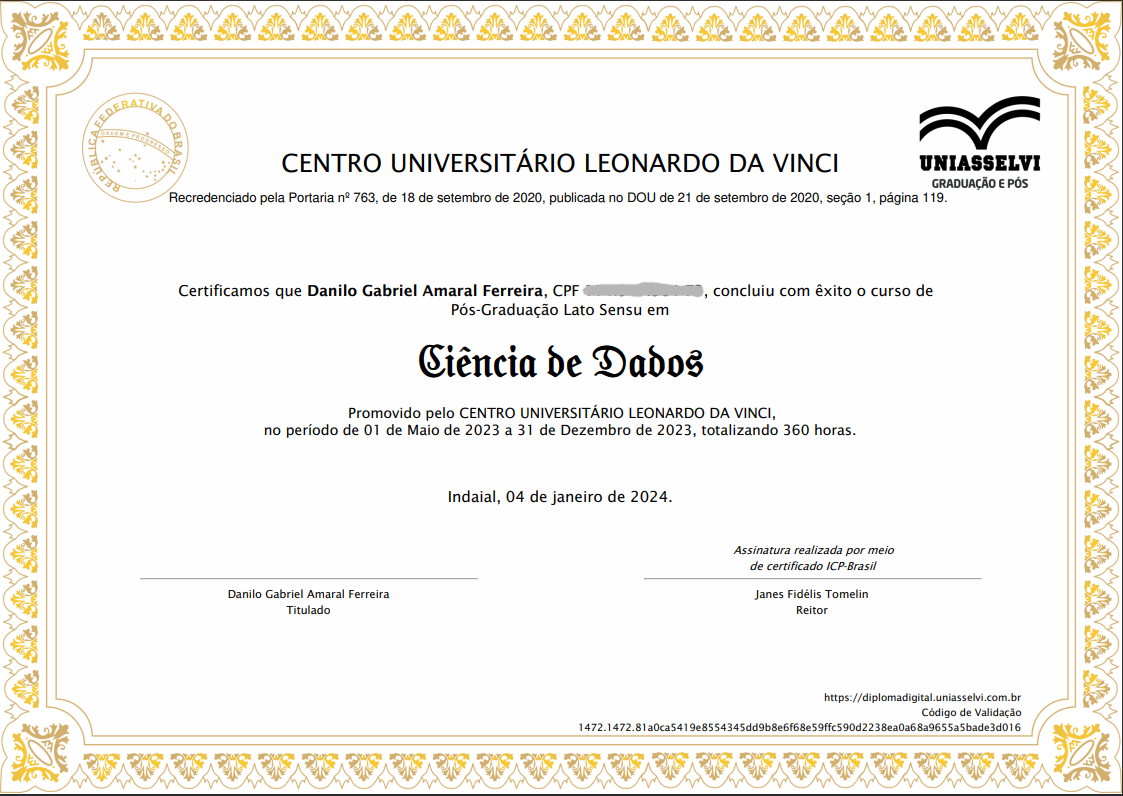 REPÚBLICA FEDERATIVA DO BRASIL
ORDEM E PROGRESSO
UNIASSELVI
GRADUAÇÃO E PÓS
CENTRO UNIVERSITÁRIO LEONARDO DA VINCI
Recredenciado pela Portaria nº 763, de 18 de setembro de 2020, publicada no DOU de 21 de setembro de 2020, seção 1, página 119.
Certificamos que Danilo Gabriel Amaral Ferreira, CPF , concluiu com êxito o curso de
Pós-Graduação Lato Sensu em
Ciência de Dados
Promovido pelo CENTRO UNIVERSITÁRIO LEONARDO DA VINCI,
no período de 01 de Maio de 2023 a 31 de Dezembro de 2023, totalizando 360 horas.
Indaial, 04 de janeiro de 2024.
Assinatura realizada por meio
de certificado ICP-Brasil
Danilo Gabriel Amaral Ferreira
Titulado
Janes Fidélis Tomelin
Reitor
https://diplomadigital.uniasselvi.com.br
Código de Validação
1472.1472.81a0ca5419e8554345dd9b8e6f68e59ffc590d2238ea0a68a9655a5bade3d016